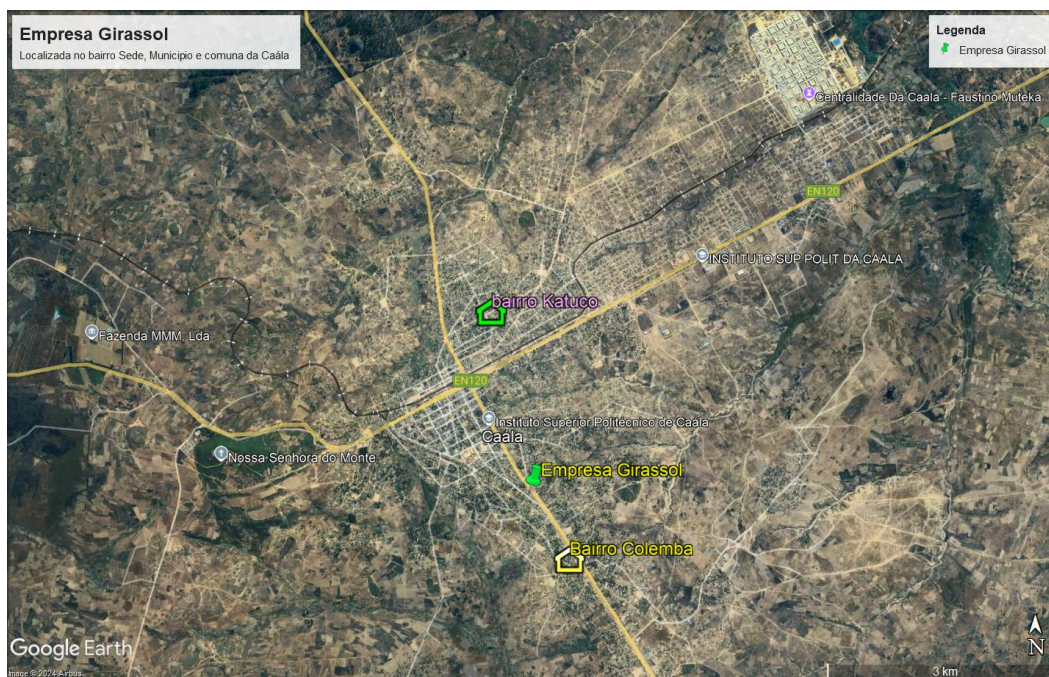 Empresa Girassol
Localizada no bairro Sede, Municipio e comuna da Caála
Legenda
Empresa Girassol
Centralidade Da Caala - Faustino Muteka
EN120
INSTITUTO SUP POLIT DA CAALA
bairro Katuco
Fazenda MMM, Lda
EN120
Instituto Superior Politécnico de Caála
Caála
Nossa Senhora do Monte
Empresa Girassol
Bairro Colemba
Google Earth
N
Image © 2024 Airbus
3 km